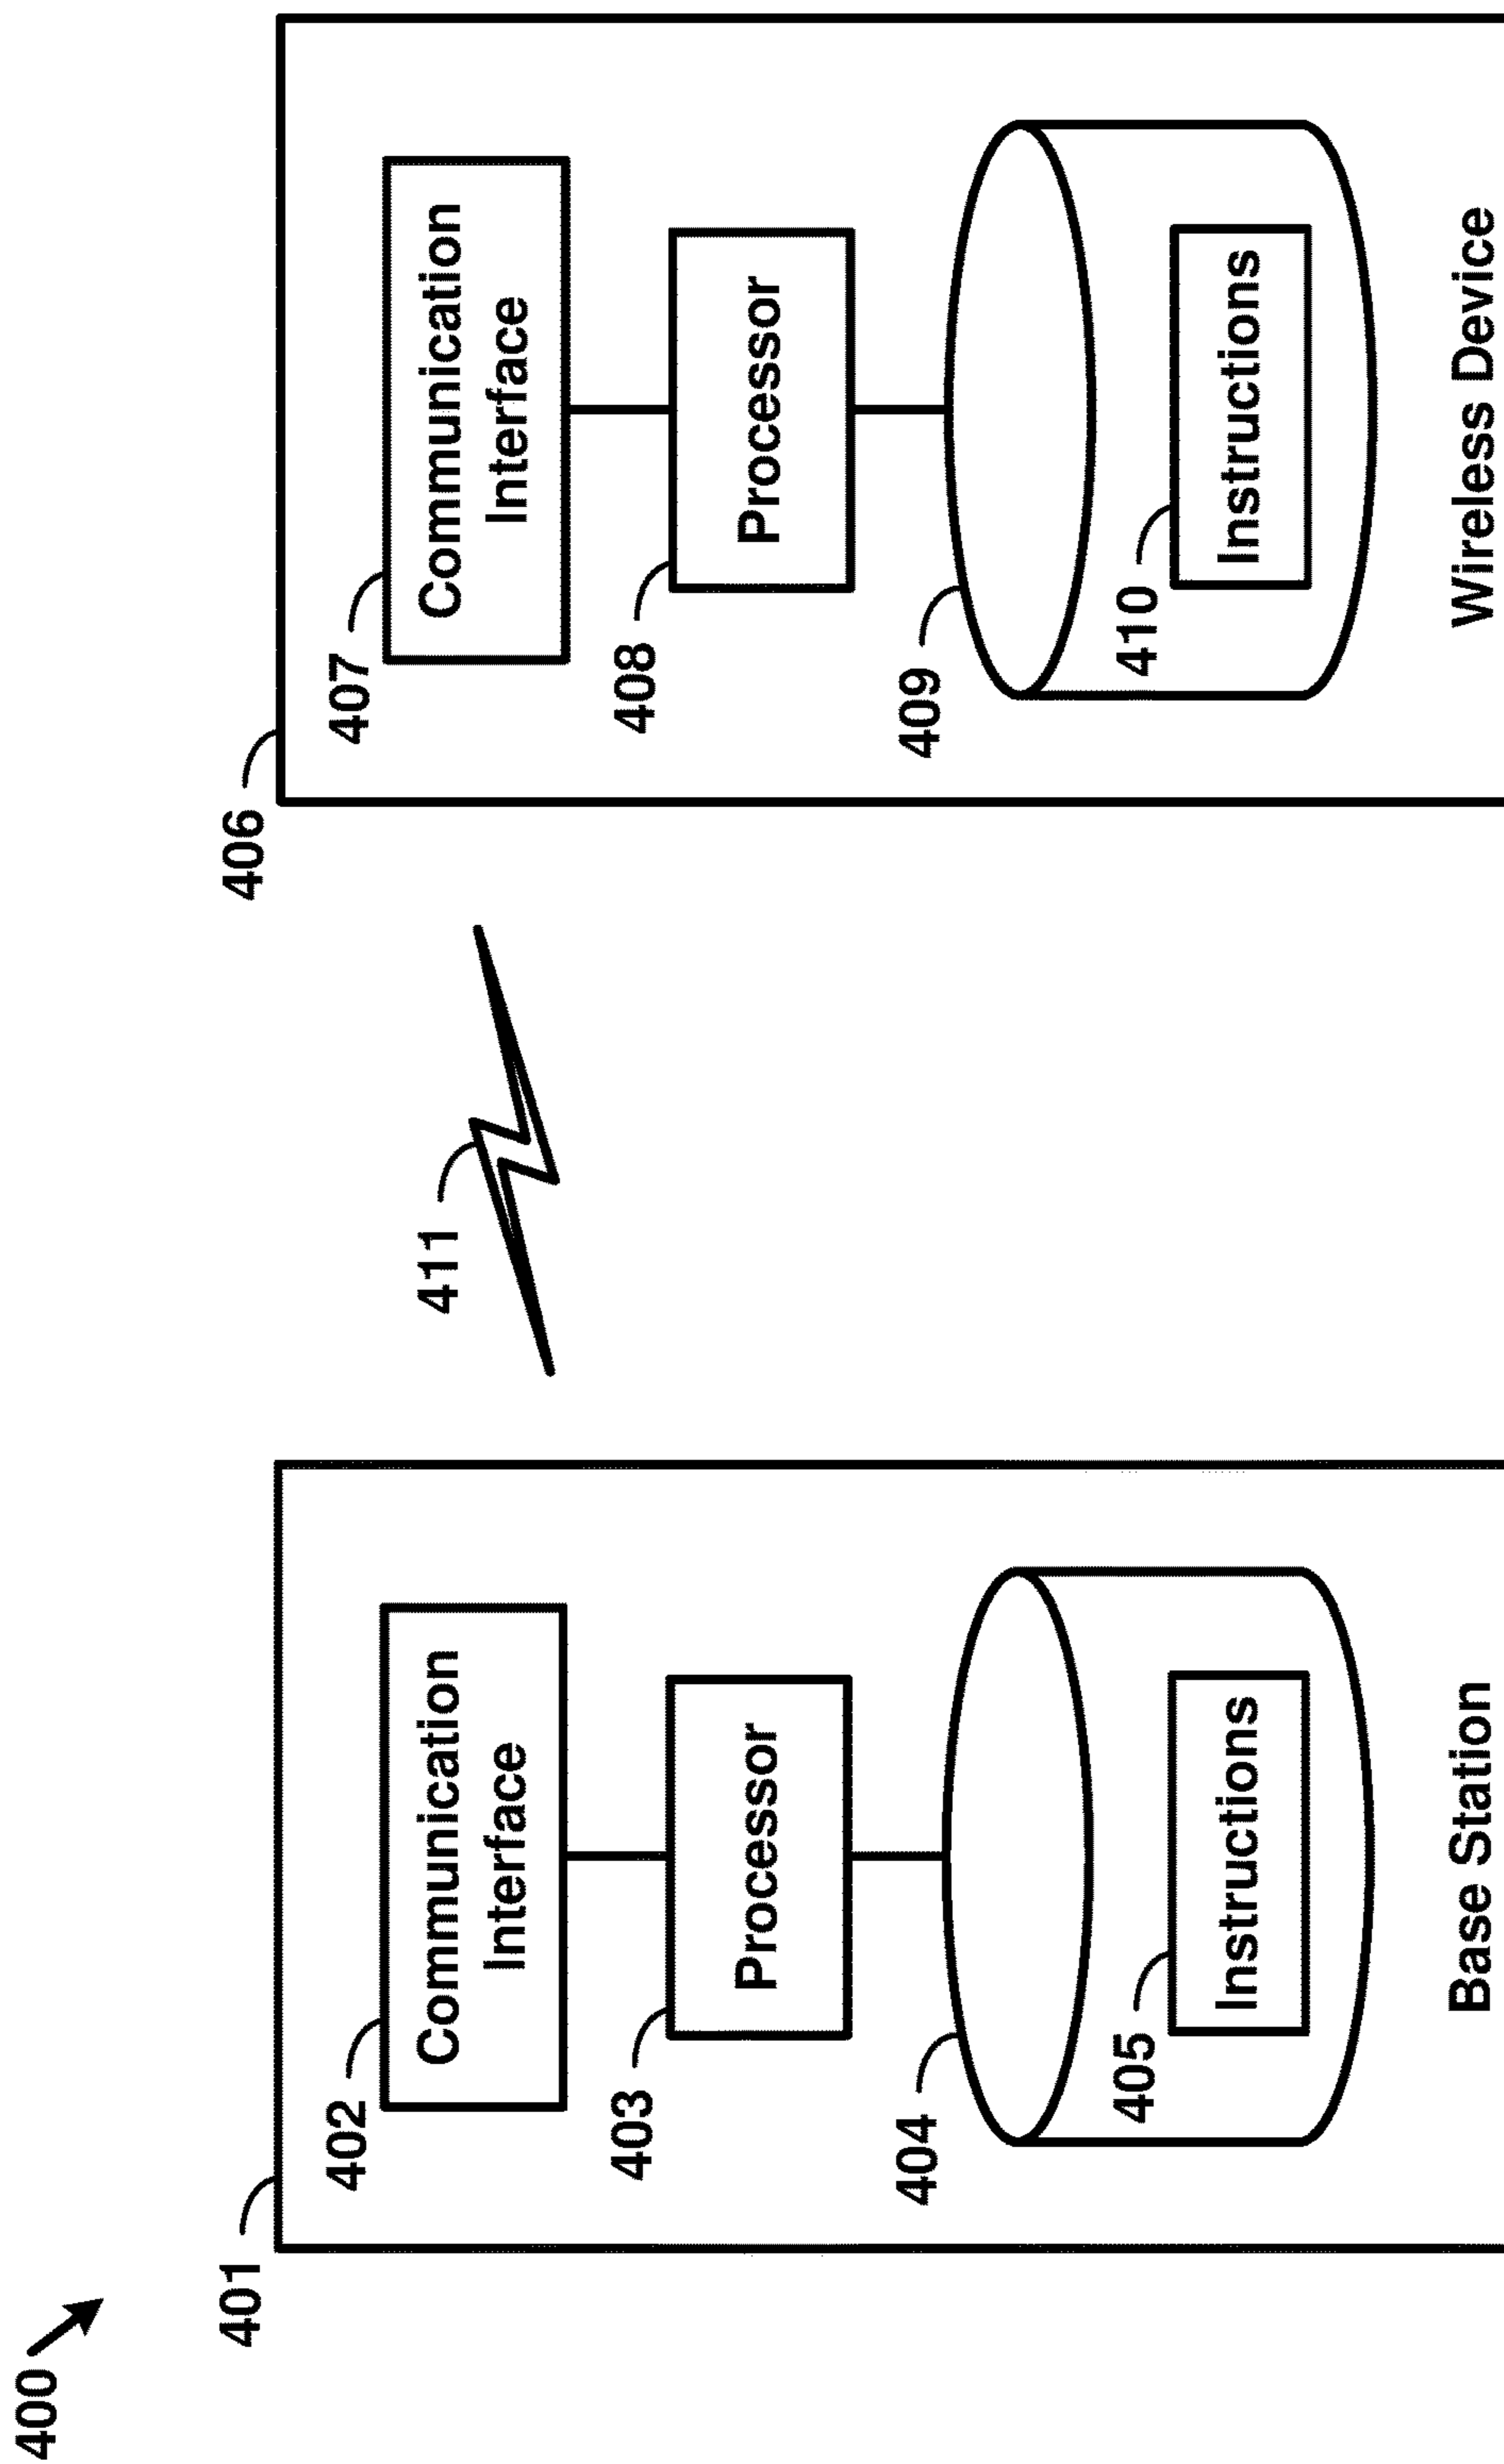 400
401
402
Communication
Interface
403
Processor
404
405
Instructions
Base Station
411
406
407
Communication
Interface
408
Processor
409
410
Instructions
Wireless Device